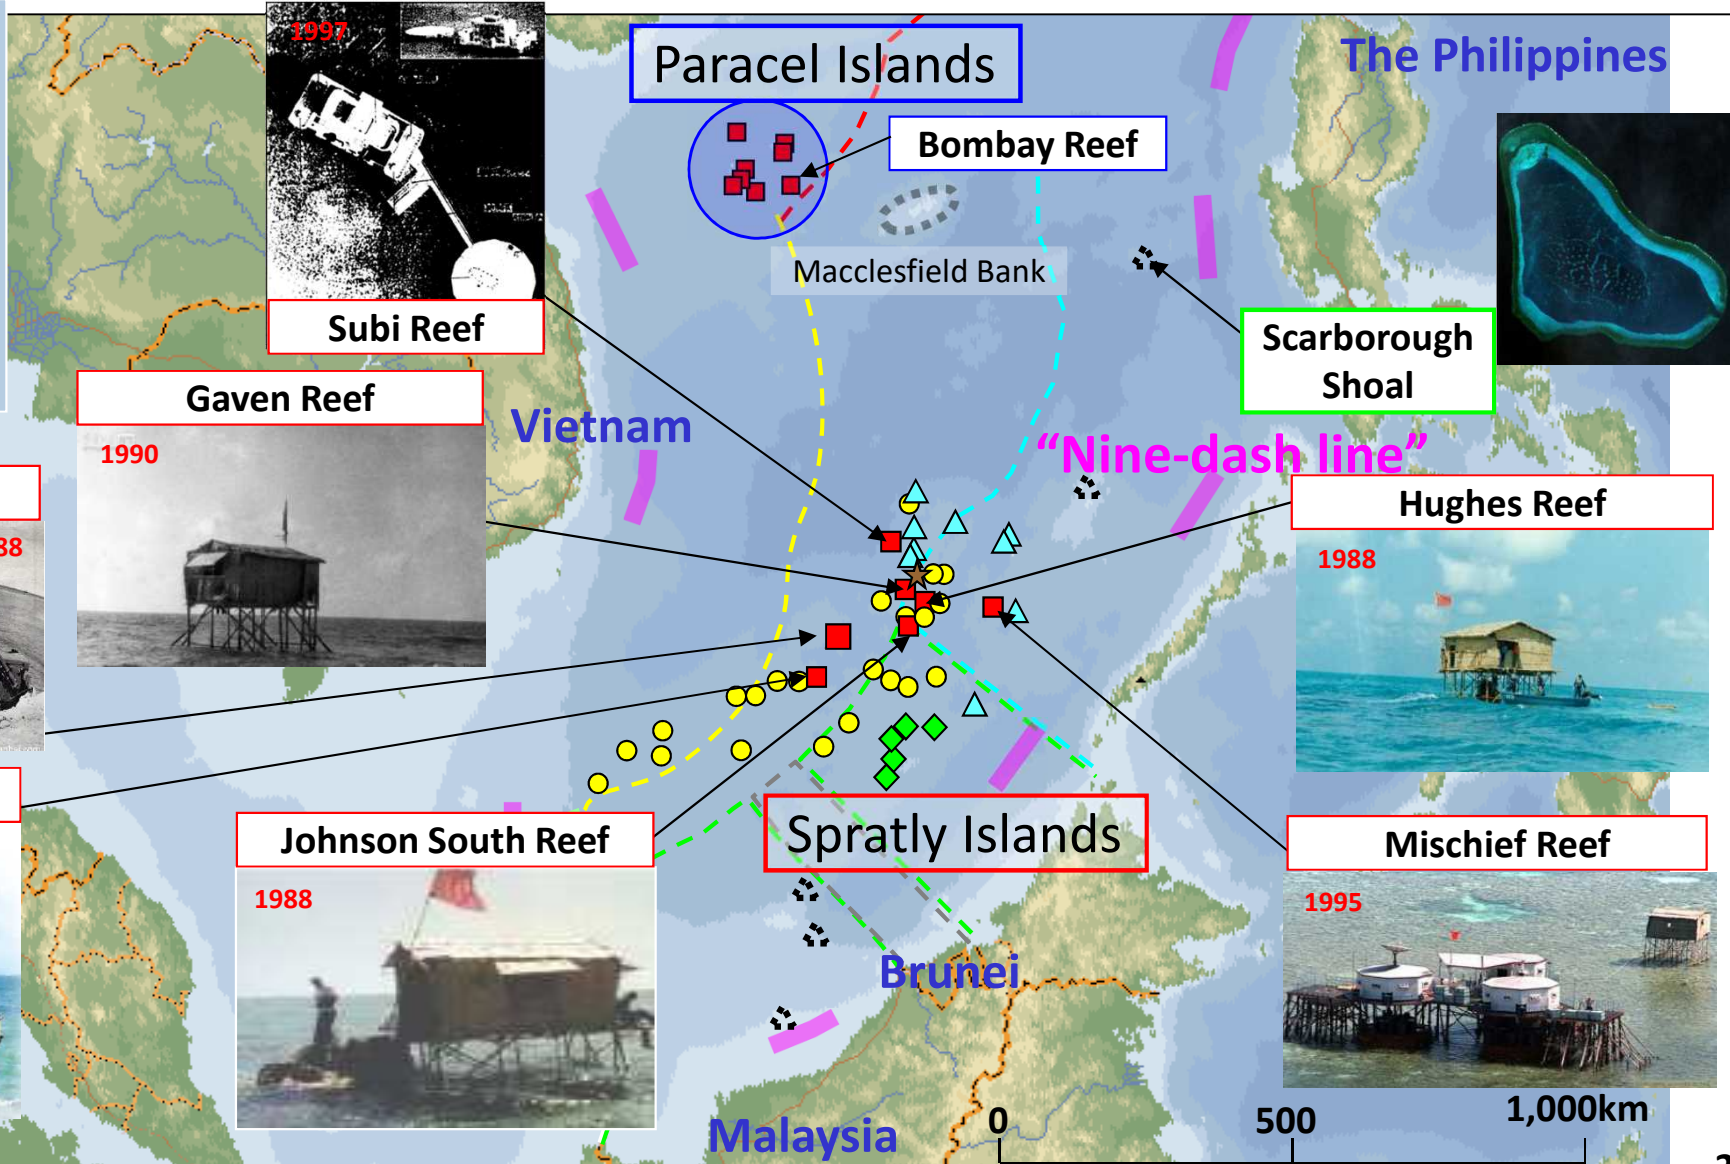 1997
Paracel Islands
The Philippines
Bombay Reef
Macclesfield Bank
Subi Reef
Scarborough
Shoal
Gaven Reef
1990
Vietnam
“Nine-dash line”
Hughes Reef
1988
88
Johnson South Reef
1988
Spratly Islands
Mischief Reef
1995
Brunei
Malaysia
0
500
1,000km